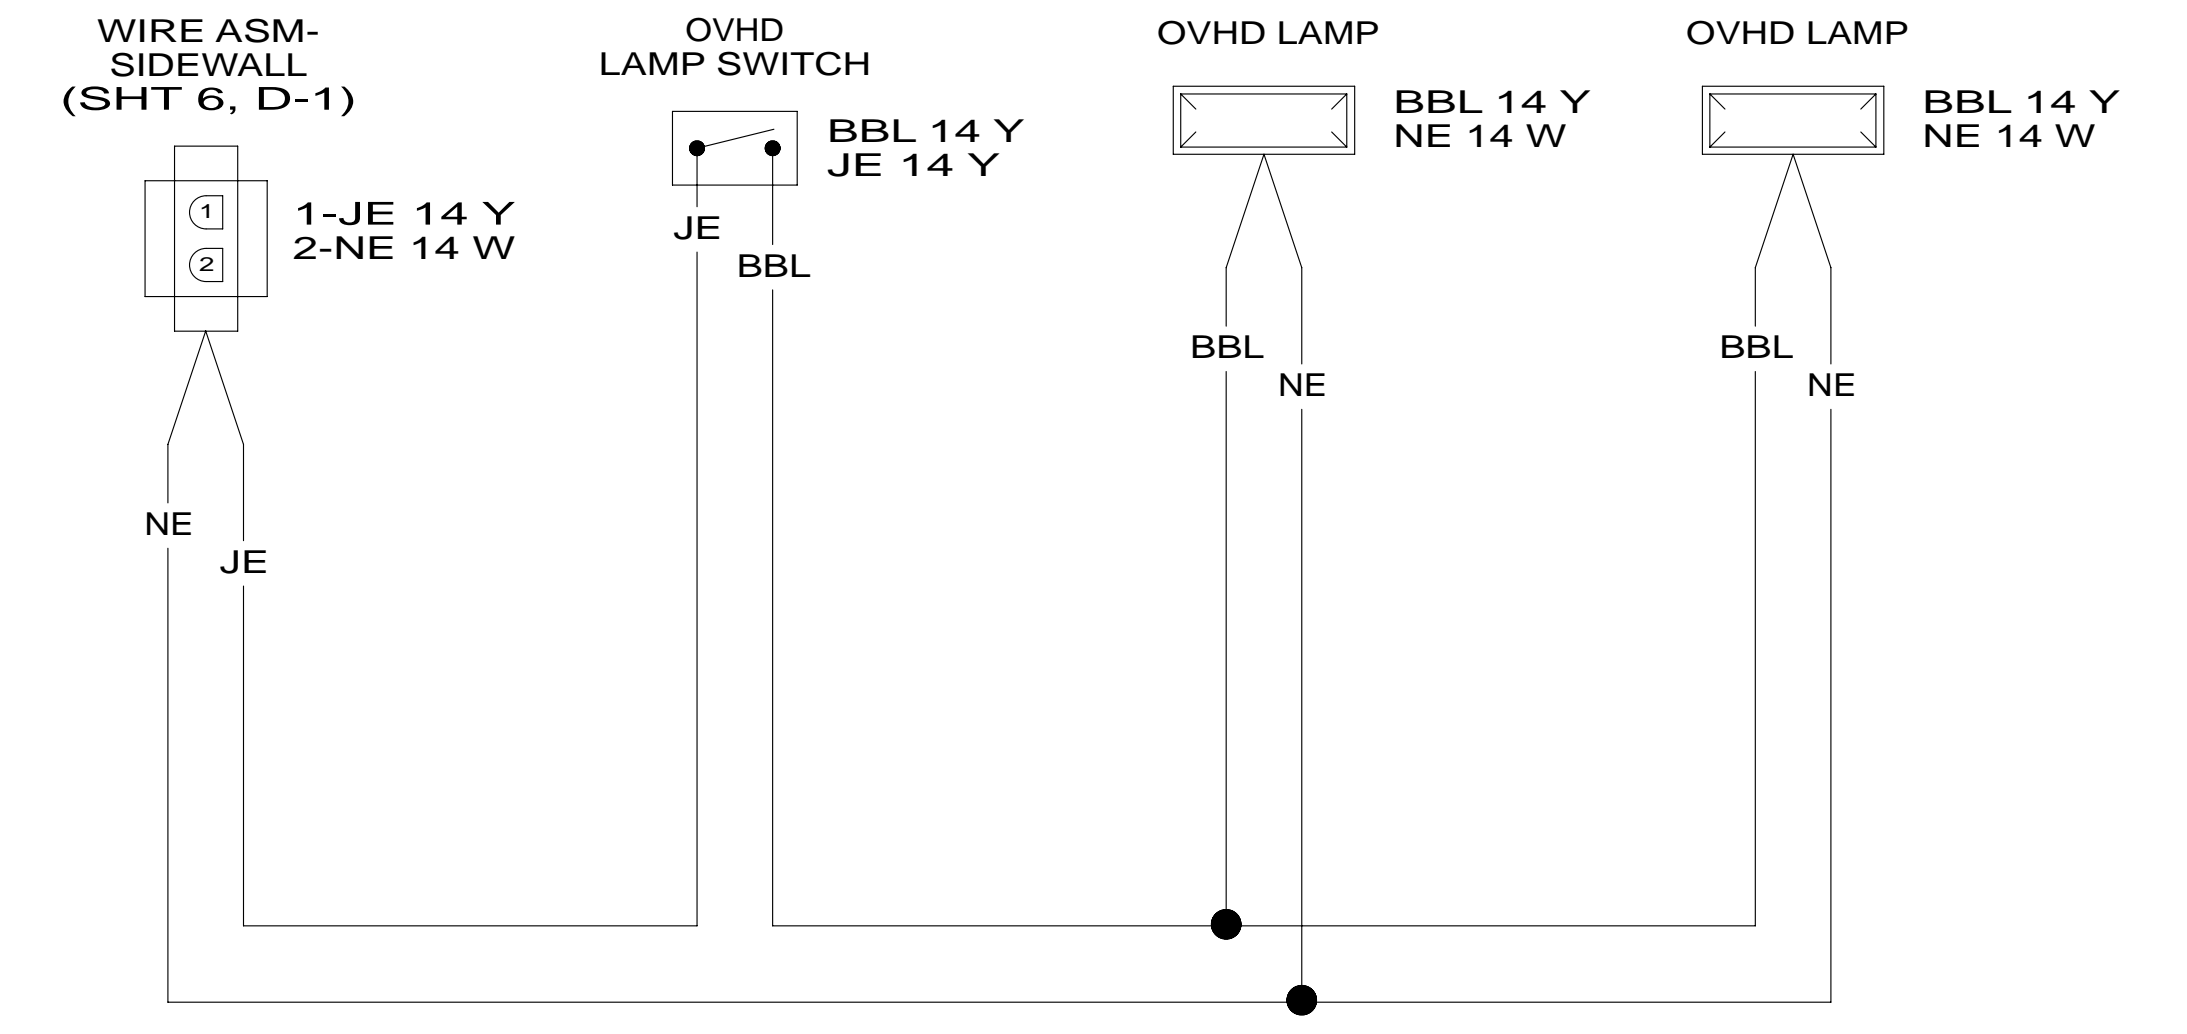 WIRE ASM-
SIDEWALL
(SHT 6, D-1)
1
2
1-JE 14 Y
2-NE 14 W
NE
JE
OVHD
LAMP SWITCH
BBL 14 Y
JE 14 Y
JE
BBL
OVHD LAMP
BBL 14 Y
NE 14 W
BBL
NE
OVHD LAMP
BBL 14 Y
NE 14 W
BBL
NE